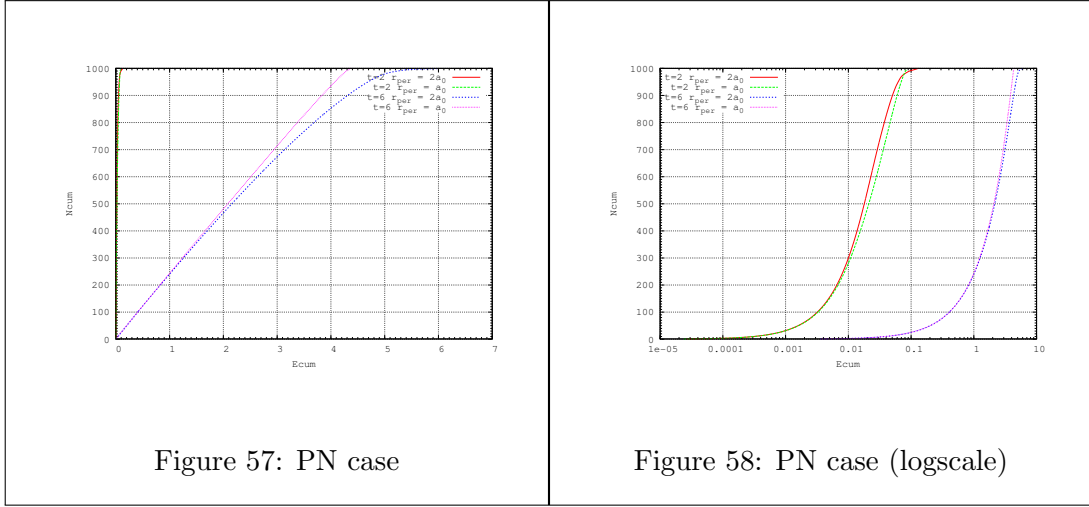 1000
900
800
700
600
500
400
300
200
100
0
Ncum
t=2 r_per = 2a_0
t=2 r_per = a_0
t=6 r_per = 2a_0
t=6 r_per = a_0
0 1 2 3 4 5 6 7
Ecum
Figure 57: PN case
1000
900
800
700
600
500
400
300
200
100
0
Ncum
t=2 r_per = 2a_0
t=2 r_per = a_0
t=6 r_per = 2a_0
t=6 r_per = a_0
1e-05 0.0001 0.001 0.01 0.1 1 10
Ecum
Figure 58: PN case (logscale)